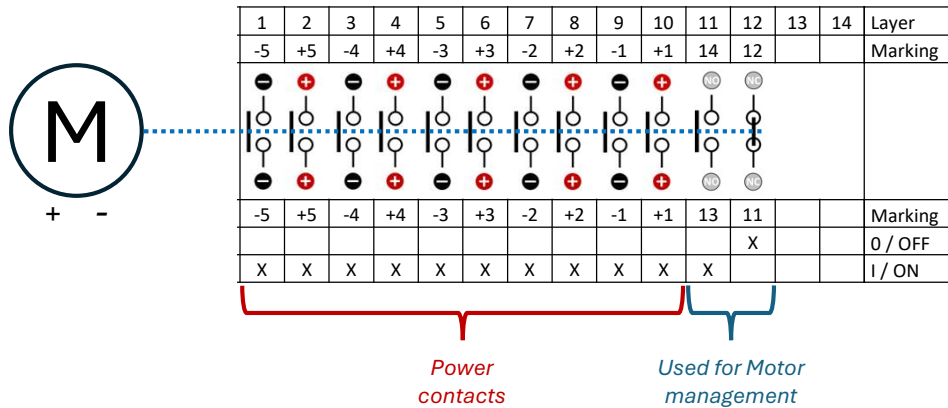 1 2 3 4 5 6 7 8 9 10 11 12 13 14 Layer
-5 +5 -4 +4 -3 +3 -2 +2 -1 +1 14 12 Marking
− + − + − + − + − + NO NC
M
− + − + − + − + − + NO NC
+ -
-5 +5 -4 +4 -3 +3 -2 +2 -1 +1 13 11 Marking
X 0 / OFF
X X X X X X X X X X X I / ON
Power
contacts
Used for Motor
management